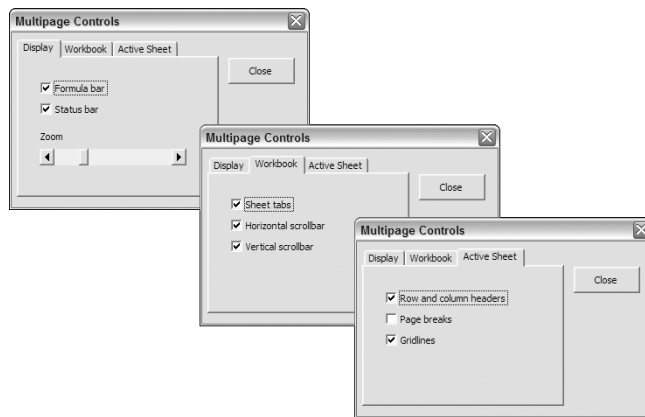 Multipage Controls
Display Workbook Active Sheet
Close
Formula bar
Status bar
Zoom
Multipage Controls
Display Workbook Active Sheet
Close
Sheet tabs
Horizontal scrollbar
Vertical scrollbar
Multipage Controls
Display Workbook Active Sheet
Close
Row and column headers
Page breaks
Gridlines